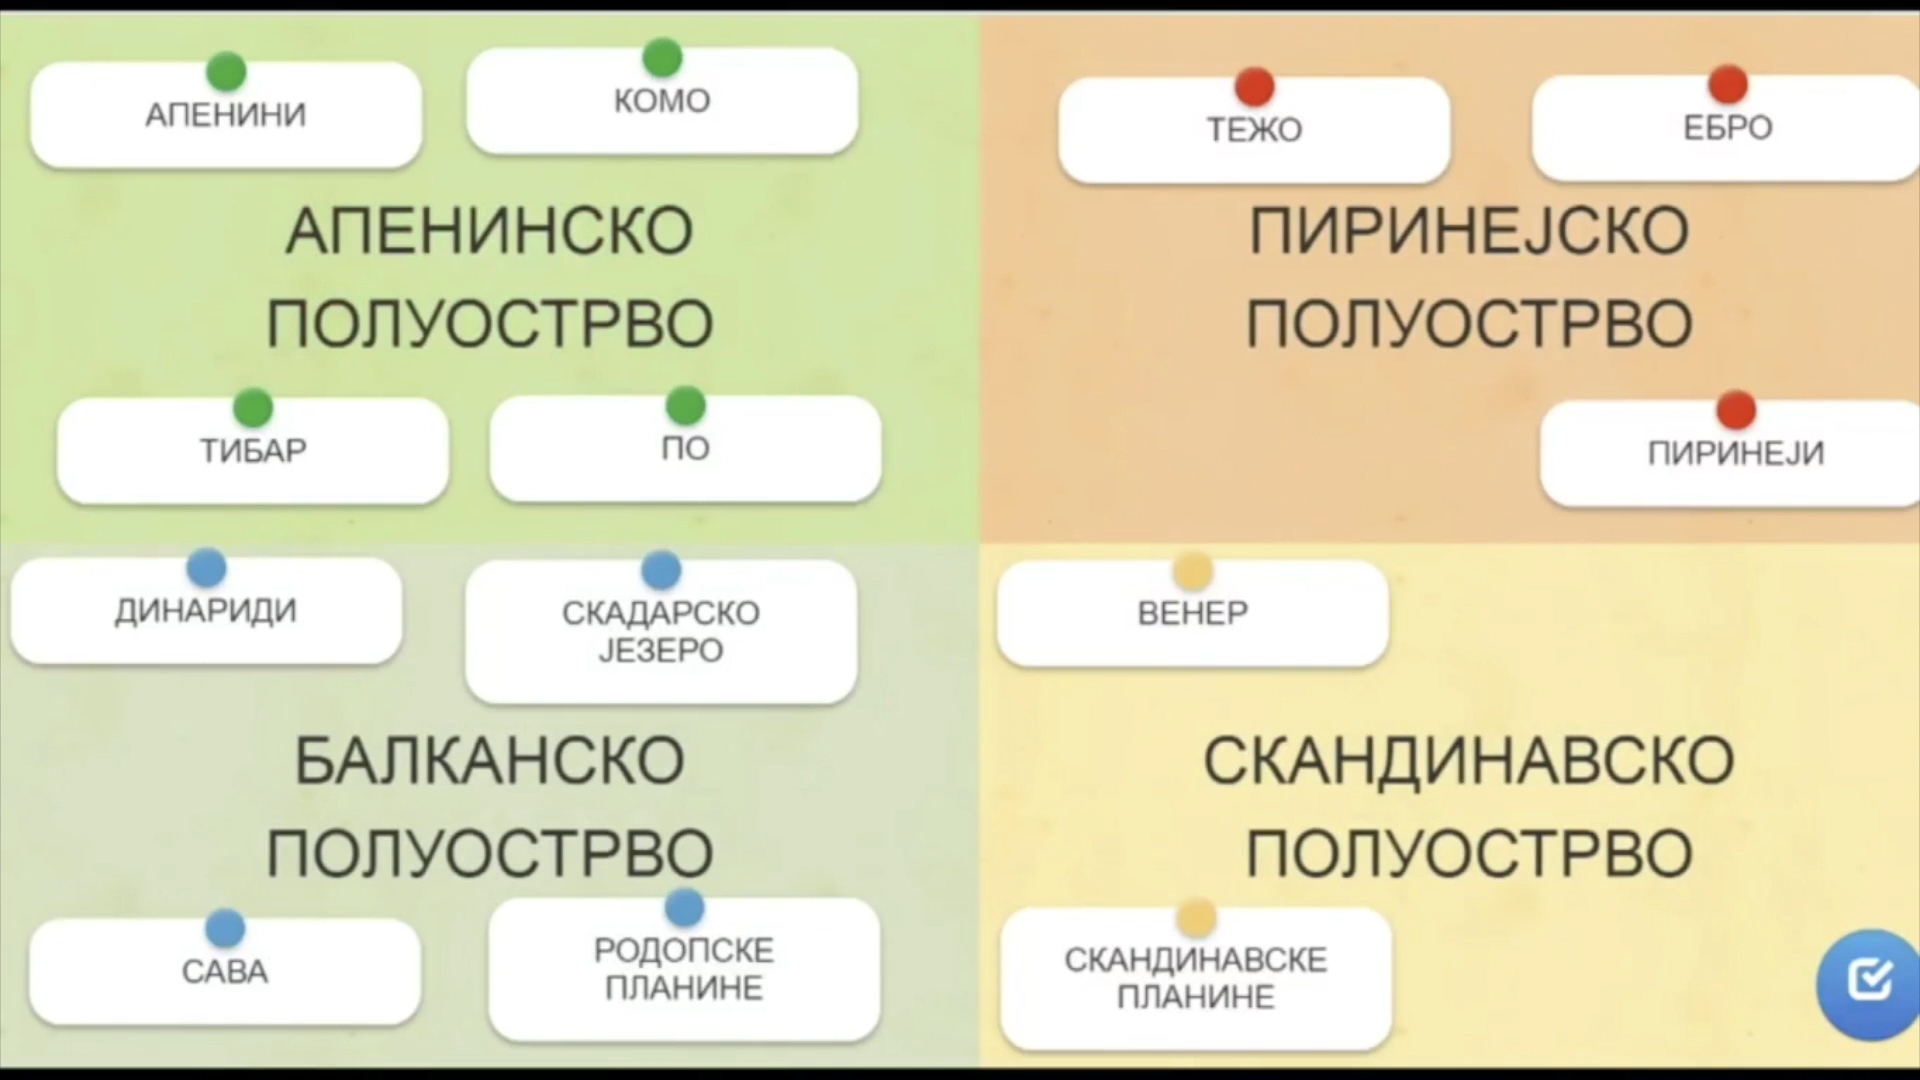 АПЕНИНИ
КОМО
АПЕНИНСКО
ПОЛУОСТРВО
ТИБАР
ПО
ТЕЖО
ЕБРО
ПИРИНЕЈСКО
ПОЛУОСТРВО
ПИРИНЕЈИ
ДИНАРИДИ
СКАДАРСКО
ЈЕЗЕРО
БАЛКАНСКО
ПОЛУОСТРВО
САВА
РОДОПСКЕ
ПЛАНИНЕ
ВЕНЕР
СКАНДИНАВСКО
ПОЛУОСТРВО
СКАНДИНАВСКЕ
ПЛАНИНЕ